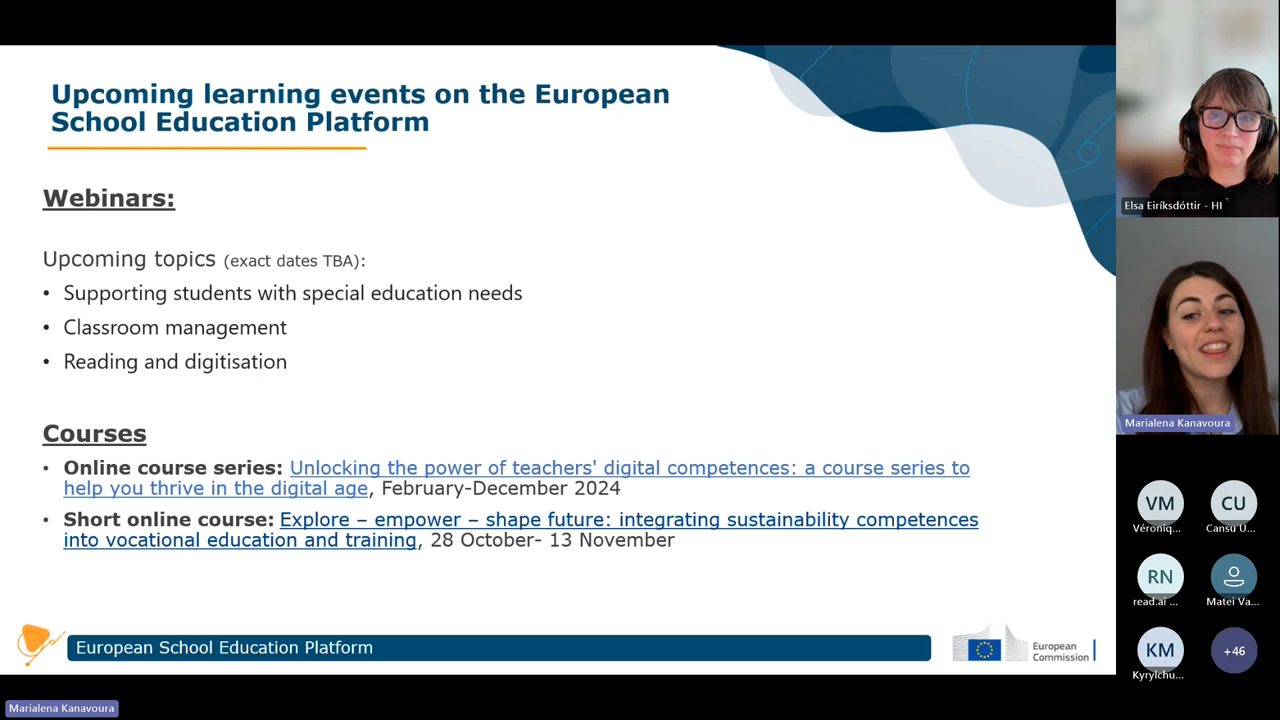 Upcoming learning events on the European
School Education Platform
Webinars:
Upcoming topics (exact dates TBA):
• Supporting students with special education needs
• Classroom management
• Reading and digitisation
Courses
• Online course series: Unlocking the power of teachers' digital competences: a course series to
help you thrive in the digital age, February-December 2024
• Short online course: Explore – empower – shape future: integrating sustainability competences
into vocational education and training, 28 October- 13 November
European School Education Platform
European
Commission
Elsa Eiríksdóttir - HI
Marialena Kanavoura
VM
Véroniq...
CU
Cansu U...
RN
read.ai ...
Matei Va...
KM
Kyrylchu...
+46
Marialena Kanavoura